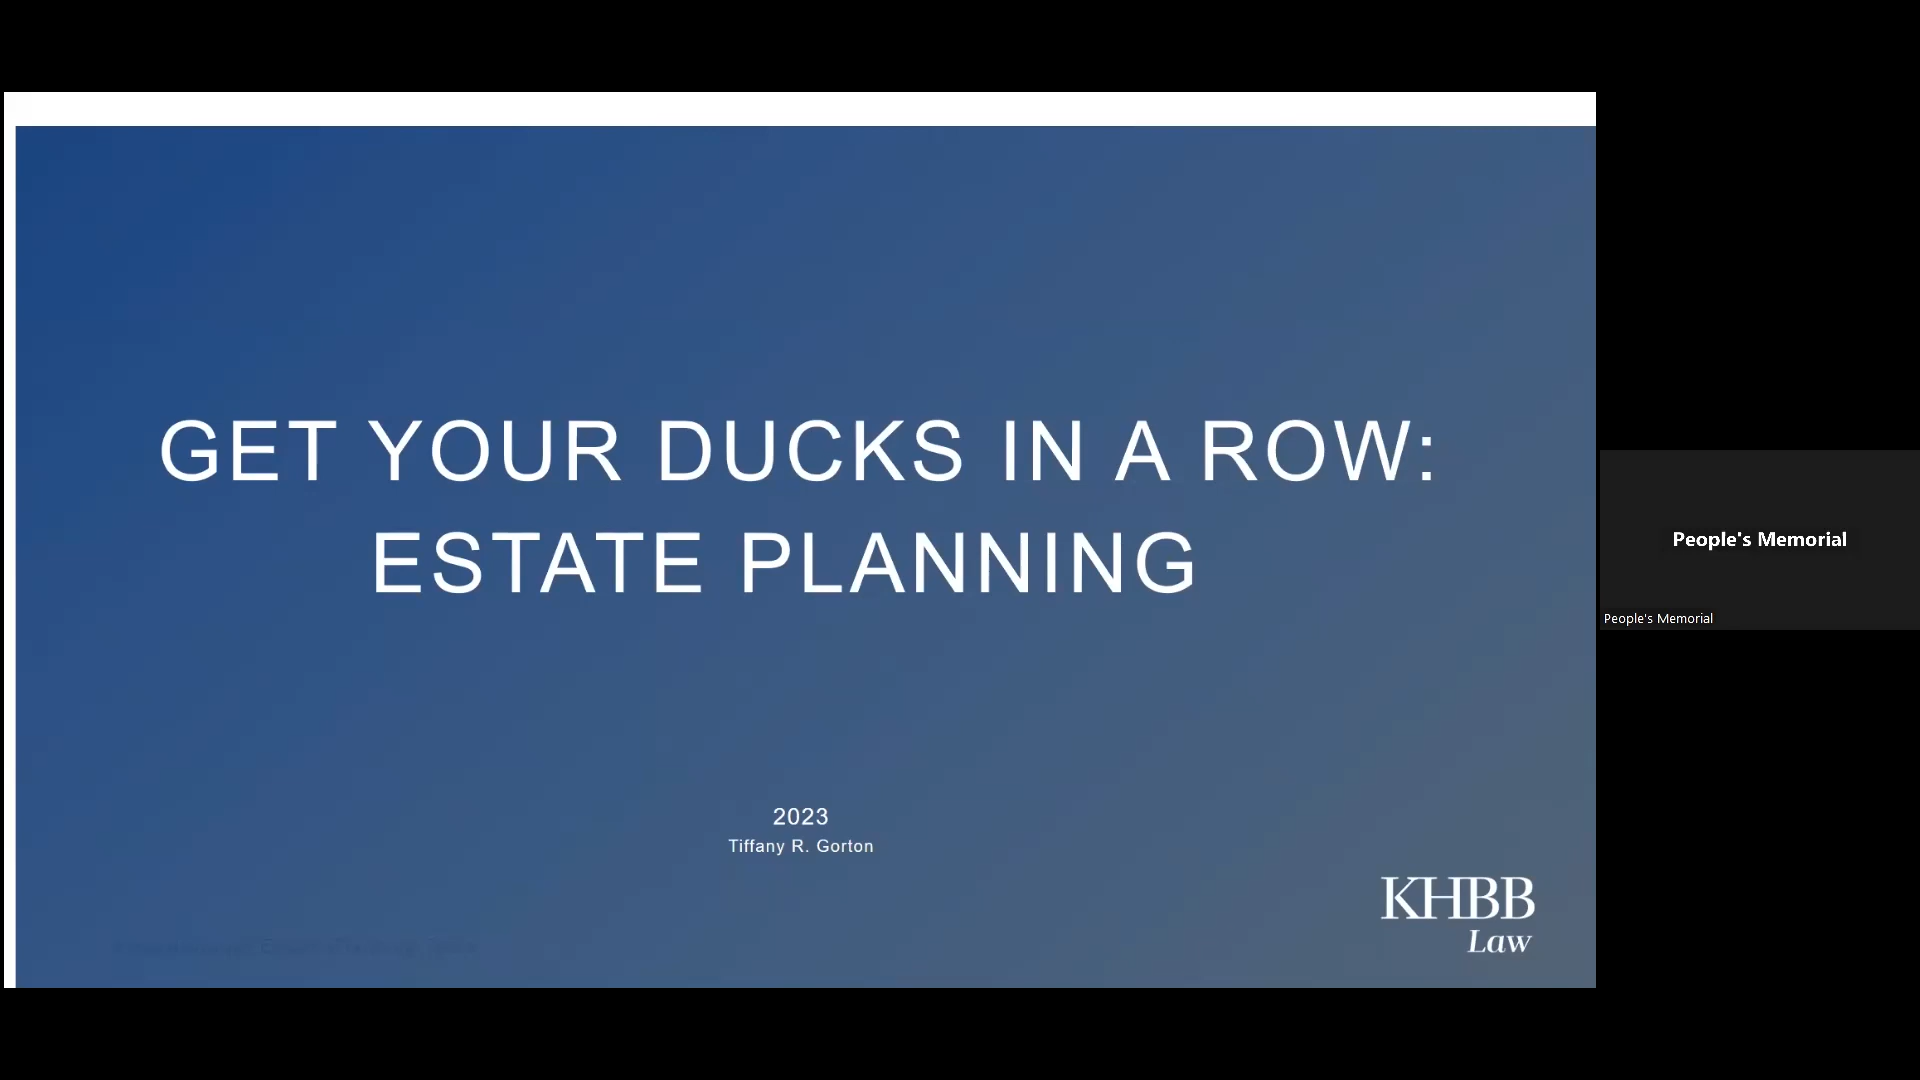 GET YOUR DUCKS IN A ROW:
ESTATE PLANNING
2023
Tiffany R. Gorton
KHBB
Law
People's Memorial
People's Memorial